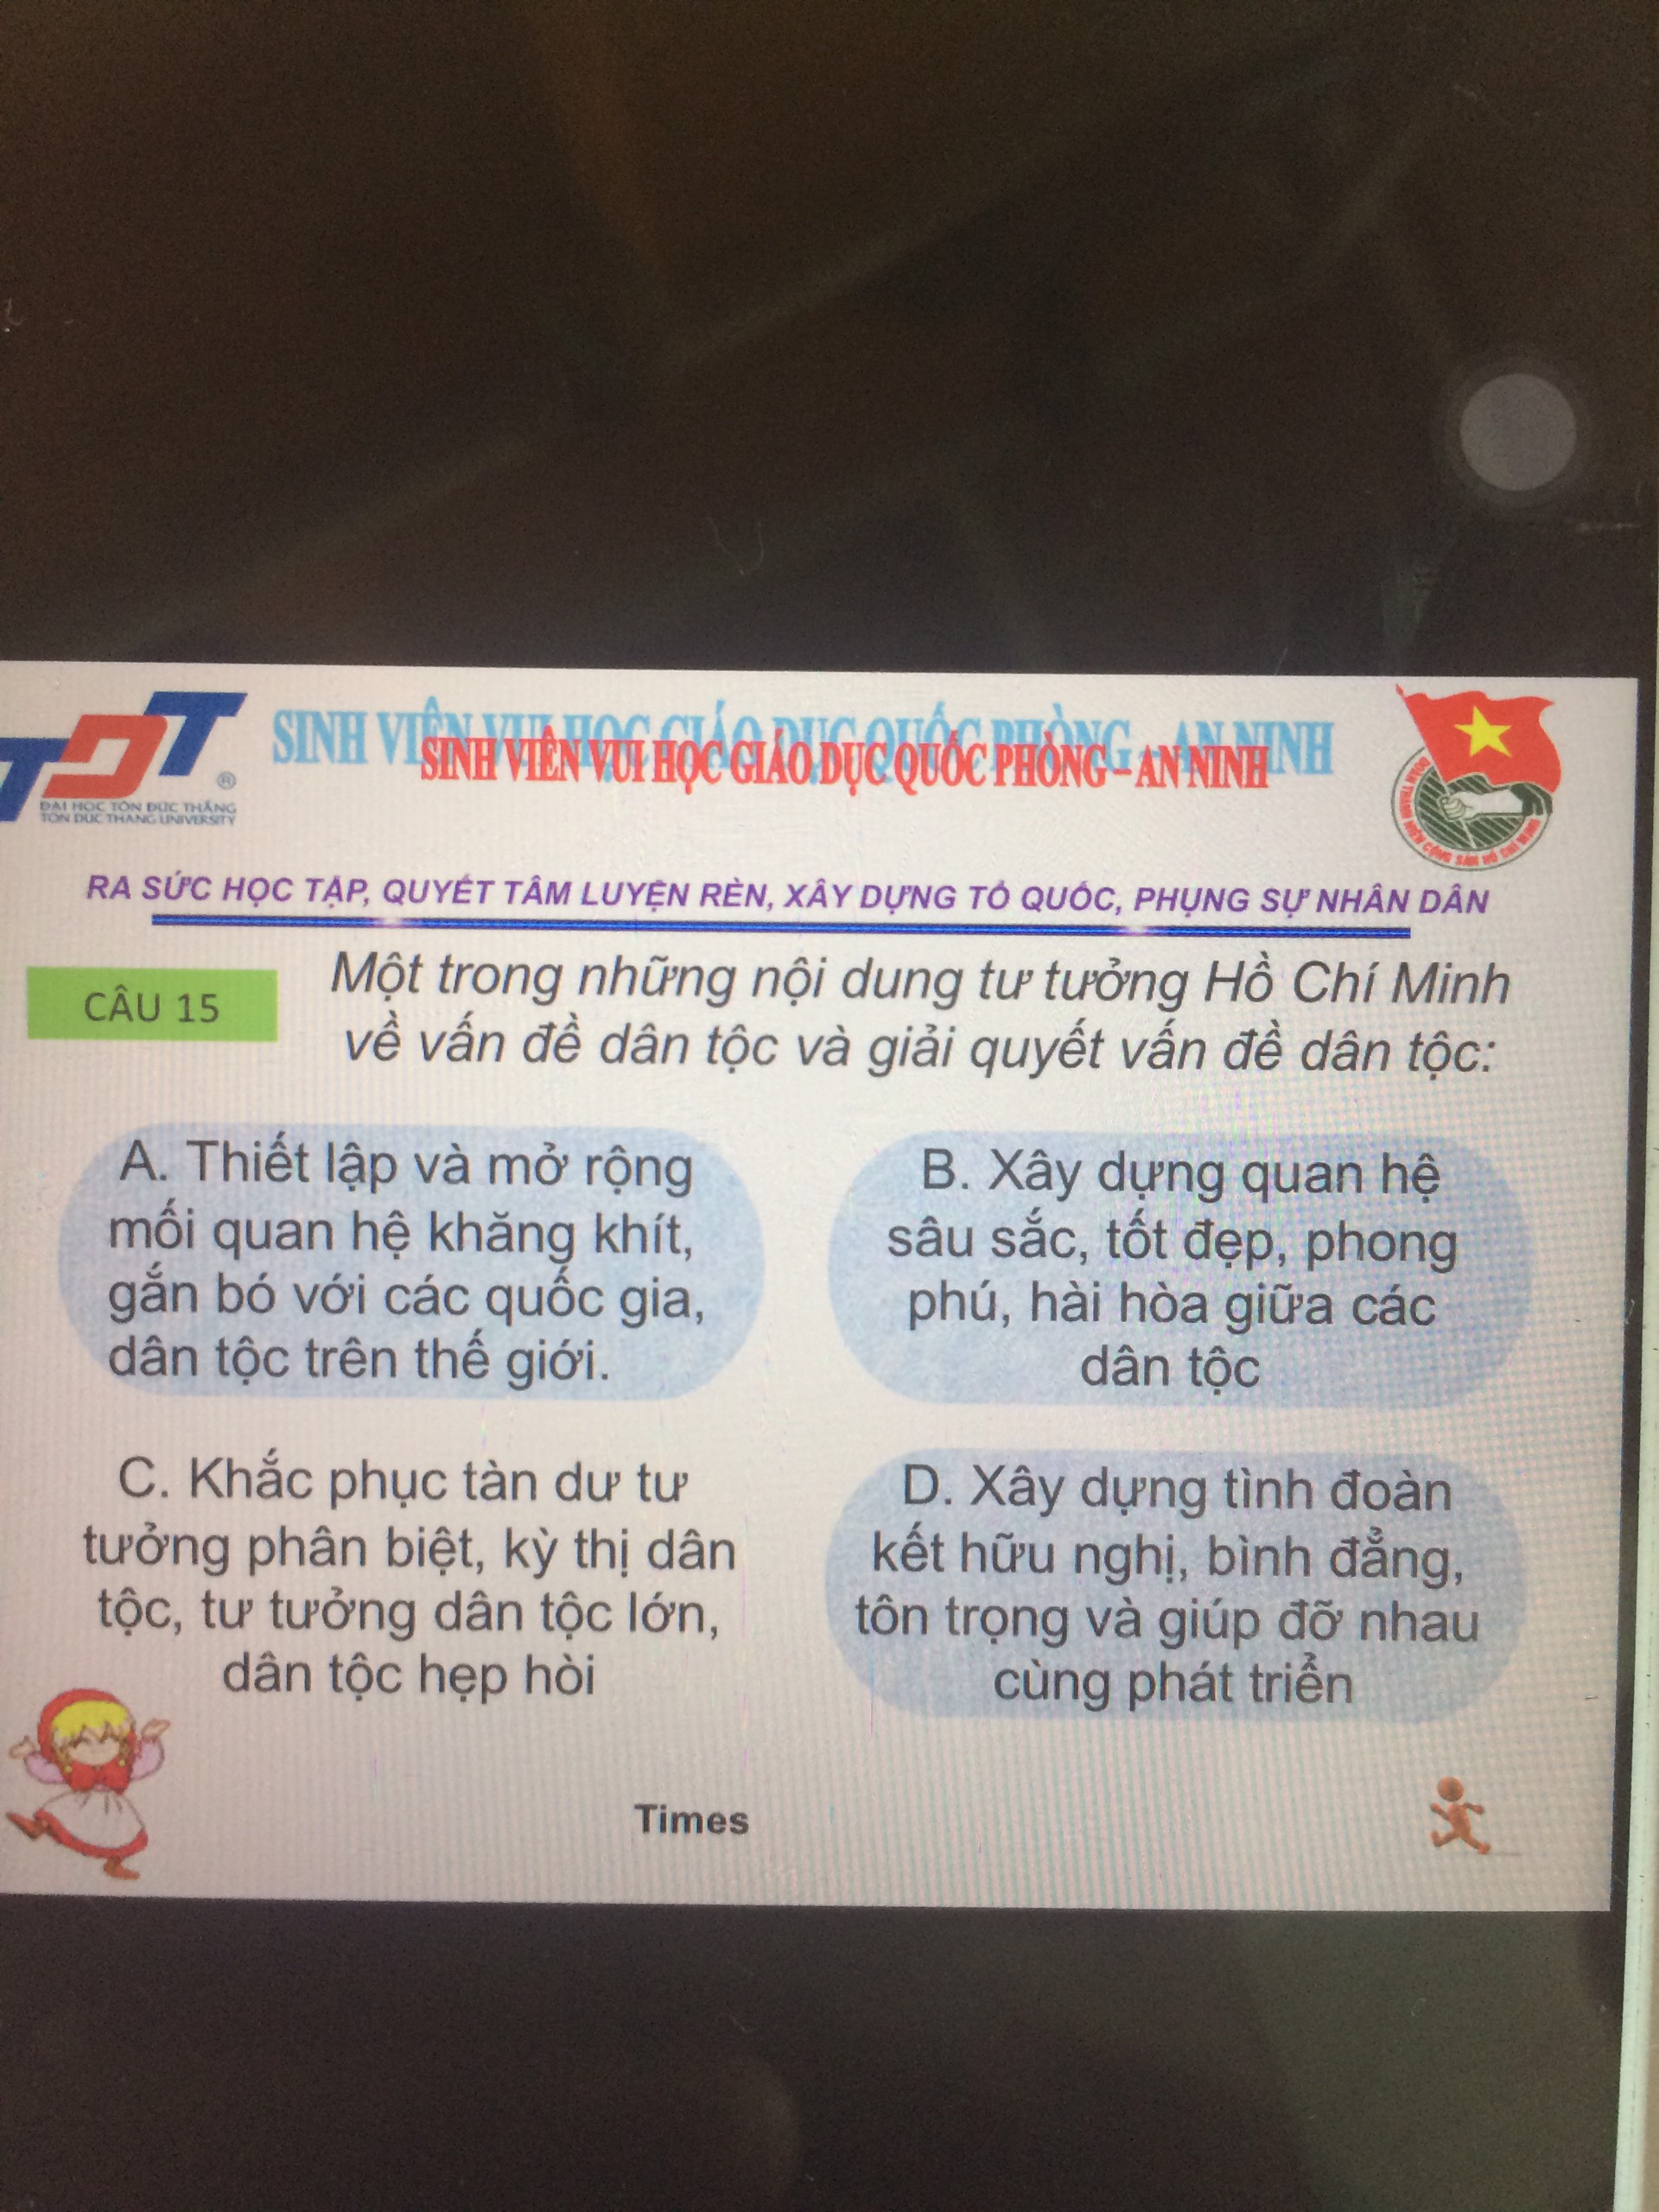 TDT
®
ĐẠI HỌC TÔN ĐỨC THẮNG
TON DUC THANG UNIVERSITY
SINH VIÊN VUI HỌC GIÁO DỤC QUỐC PHÒNG – AN NINH
SINH VIÊN VUI HỌC GIÁO DỤC QUỐC PHÒNG – AN NINH
ĐOÀN THANH NIÊN CỘNG SẢN HỒ CHÍ MINH
RA SỨC HỌC TẬP, QUYẾT TÂM LUYỆN RÈN, XÂY DỰNG TỔ QUỐC, PHỤNG SỰ NHÂN DÂN
CÂU 15
Một trong những nội dung tư tưởng Hồ Chí Minh
về vấn đề dân tộc và giải quyết vấn đề dân tộc:
A. Thiết lập và mở rộng
mối quan hệ khăng khít,
gắn bó với các quốc gia,
dân tộc trên thế giới.
B. Xây dựng quan hệ
sâu sắc, tốt đẹp, phong
phú, hài hòa giữa các
dân tộc
C. Khắc phục tàn dư tư
tưởng phân biệt, kỳ thị dân
tộc, tư tưởng dân tộc lớn,
dân tộc hẹp hòi
D. Xây dựng tình đoàn
kết hữu nghị, bình đẳng,
tôn trọng và giúp đỡ nhau
cùng phát triển
Times